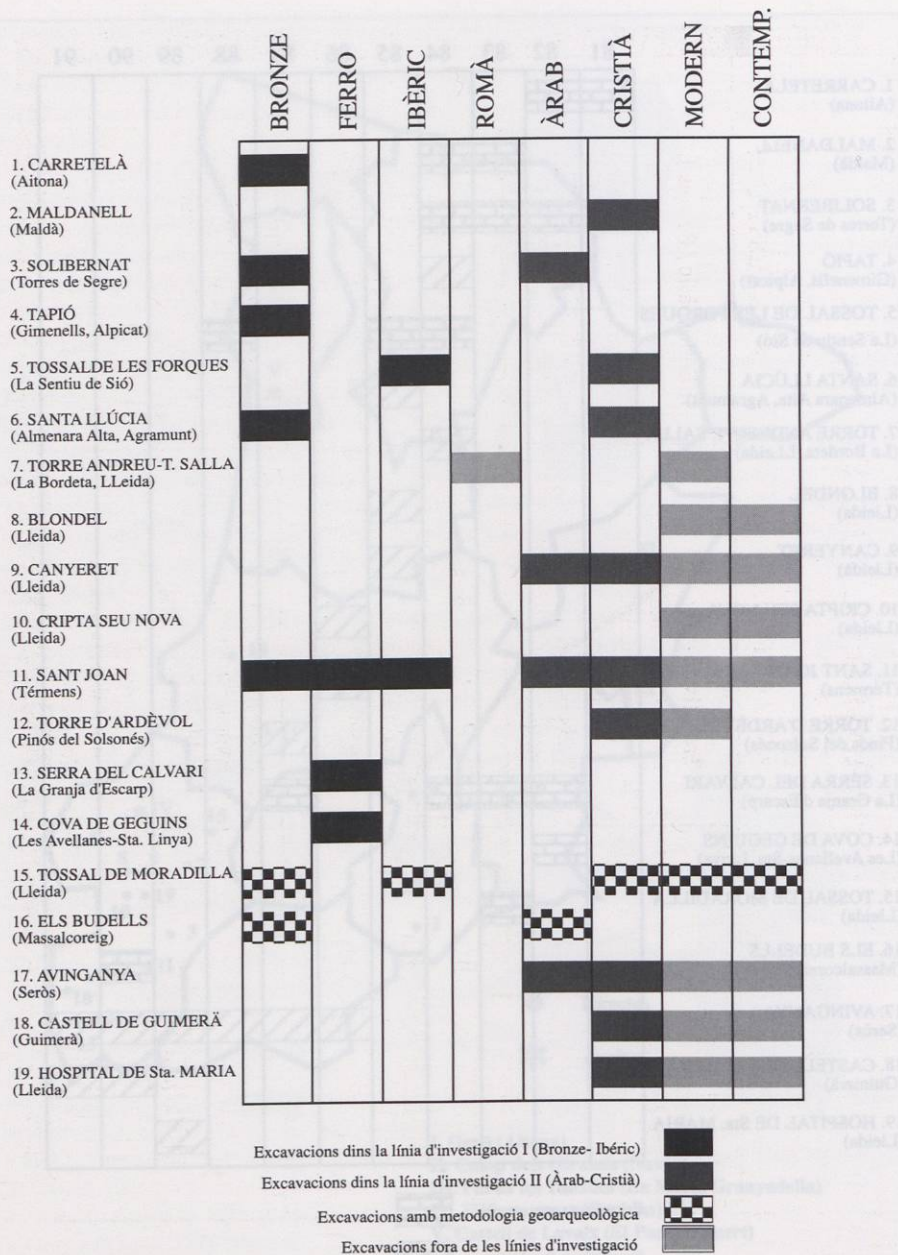 BRONZE
FERRO
IBÈRIC
ROMÀ
ÀRAB
CRISTIÀ
MODERN
CONTEMP.
1. CARRETELÀ
(Aitona)
2. MALDANELL
(Maldà)
3. SOLIBERNAT
(Torres de Segre)
4. TAPIÓ
(Gimenells, Alpicat)
5. TOSSALDE LES FORQUES
(La Sentiu de Sió)
6. SANTA LLÚCIA
(Almenara Alta, Agramunt)
7. TORRE ANDREU-T. SALLA
(La Bordeta, LLeida)
8. BLONDEL
(Lleida)
9. CANYERET
(Lleida)
10. CRIPTA SEU NOVA
(Lleida)
11. SANT JOAN
(Térmens)
12. TORRE D'ARDÈVOL
(Pinós del Solsonés)
13. SERRA DEL CALVARI
(La Granja d'Escarp)
14. COVA DE GEGUINS
(Les Avellanes-Sta. Linya)
15. TOSSAL DE MORADILLA
(Lleida)
16. ELS BUDELLS
(Massalcoreig)
17. AVINGANYA
(Seròs)
18. CASTELL DE GUIMERÄ
(Guimerà)
19. HOSPITAL DE Sta. MARIA
(Lleida)
Excavacions dins la línia d'investigació I (Bronze- Ibéric)
Excavacions dins la línia d'investigació II (Àrab-Cristià)
Excavacions amb metodologia geoarqueològica
Excavacions fora de les línies d'investigació